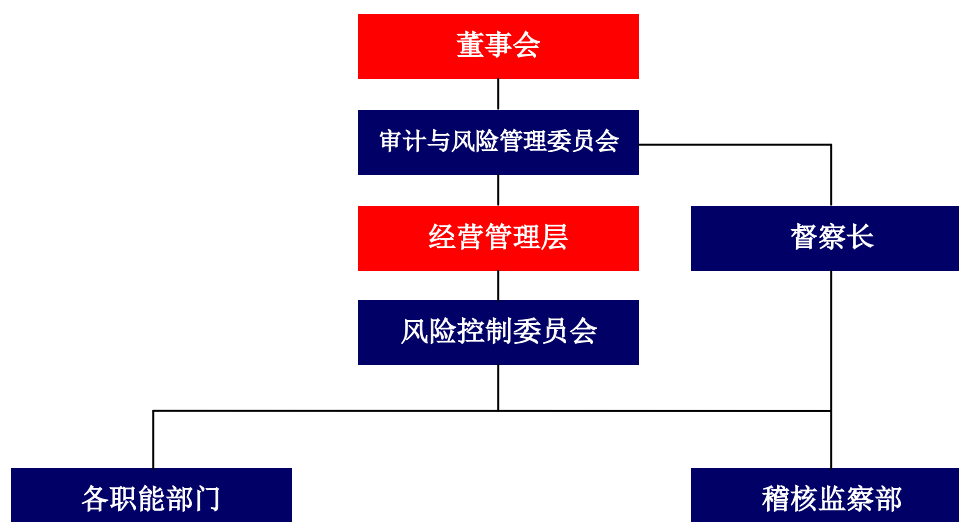 董事会
审计与风险管理委员会
经营管理层
督察长
风险控制委员会
各职能部门
稽核监察部